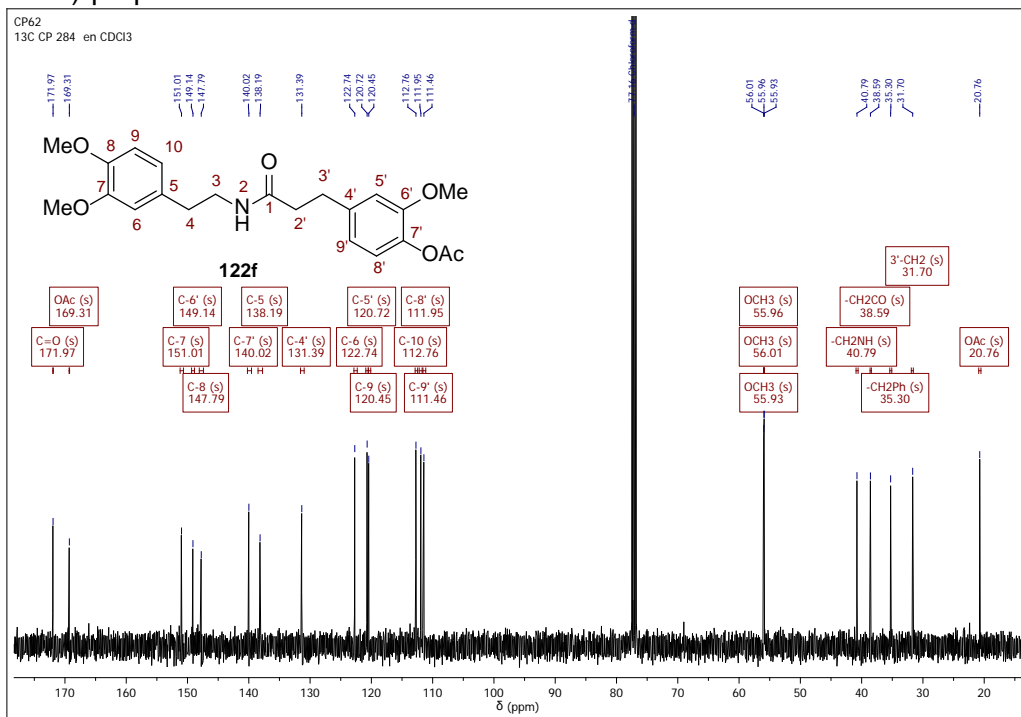 CP62
13C CP 284 en CDCl3
171.97
169.31
151.01
149.14
147.79
140.02
138.19
131.39
122.74
120.72
120.45
112.76
111.95
111.46
56.01
55.96
55.93
40.79
38.59
35.30
31.70
20.76
MeO 8 9 10
MeO 7 6 5 4 3 2 N H O 1 2' 3' 4' 5' 6' OMe
9' 8' 7' OAc
122f
3'-CH2 (s)
31.70
OAc (s)
169.31
C-6' (s)
149.14
C-5 (s)
138.19
C-5' (s)
120.72
C-8' (s)
111.95
OCH3 (s)
55.96
-CH2CO (s)
38.59
C=O (s)
171.97
C-7 (s)
151.01
C-7' (s)
140.02
C-4' (s)
131.39
C-6 (s)
122.74
C-10 (s)
112.76
OCH3 (s)
56.01
-CH2NH (s)
40.79
OAc (s)
20.76
C-8 (s)
147.79
C-9 (s)
120.45
C-9' (s)
111.46
OCH3 (s)
55.93
-CH2Ph (s)
35.30
170 160 150 140 130 120 110 100 90 80 70 60 50 40 30 20
δ (ppm)